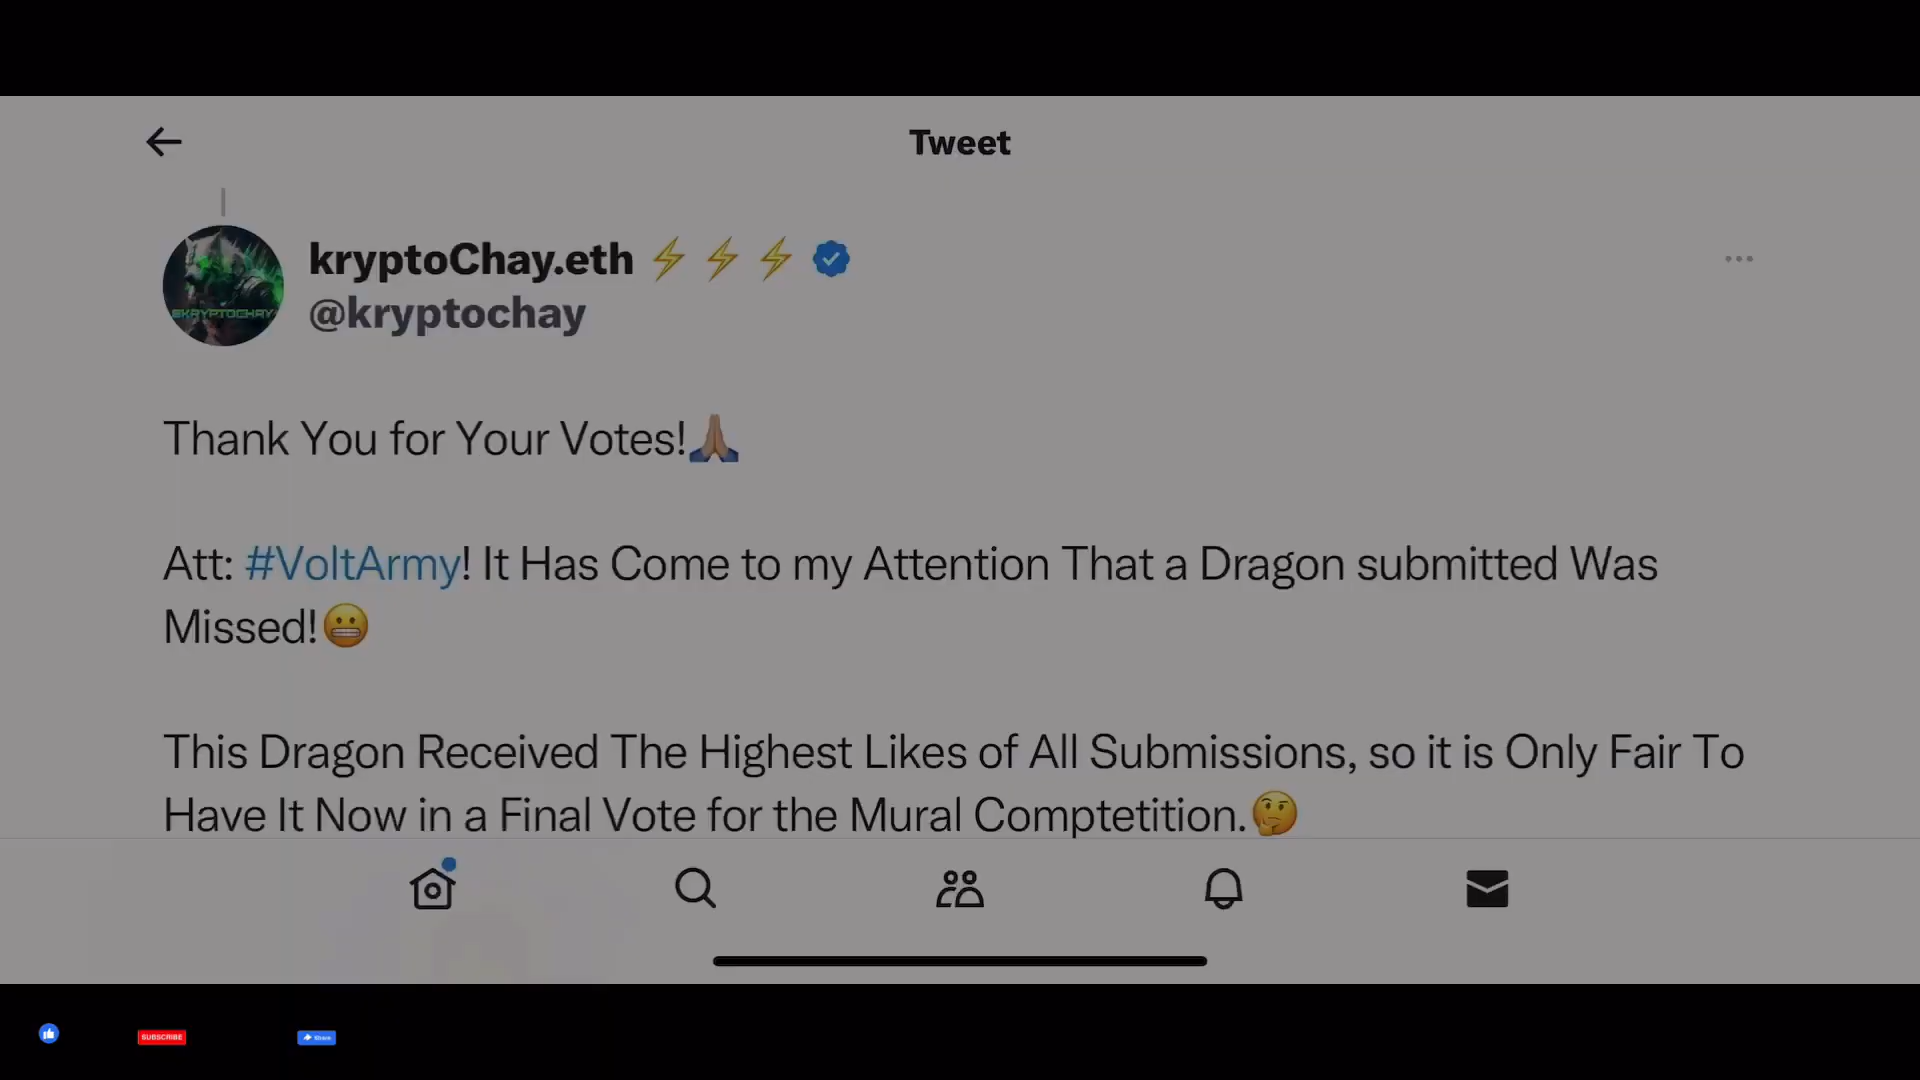 Tweet
kryptoChay.eth ⚡⚡⚡
@kryptochay
@KRYPTOCHAY
Thank You for Your Votes!🙏🏼
Att: #VoltArmy! It Has Come to my Attention That a Dragon submitted Was
Missed!😬
This Dragon Received The Highest Likes of All Submissions, so it is Only Fair To
Have It Now in a Final Vote for the Mural Comptetition.🤔
SUBSCRIBE
Share